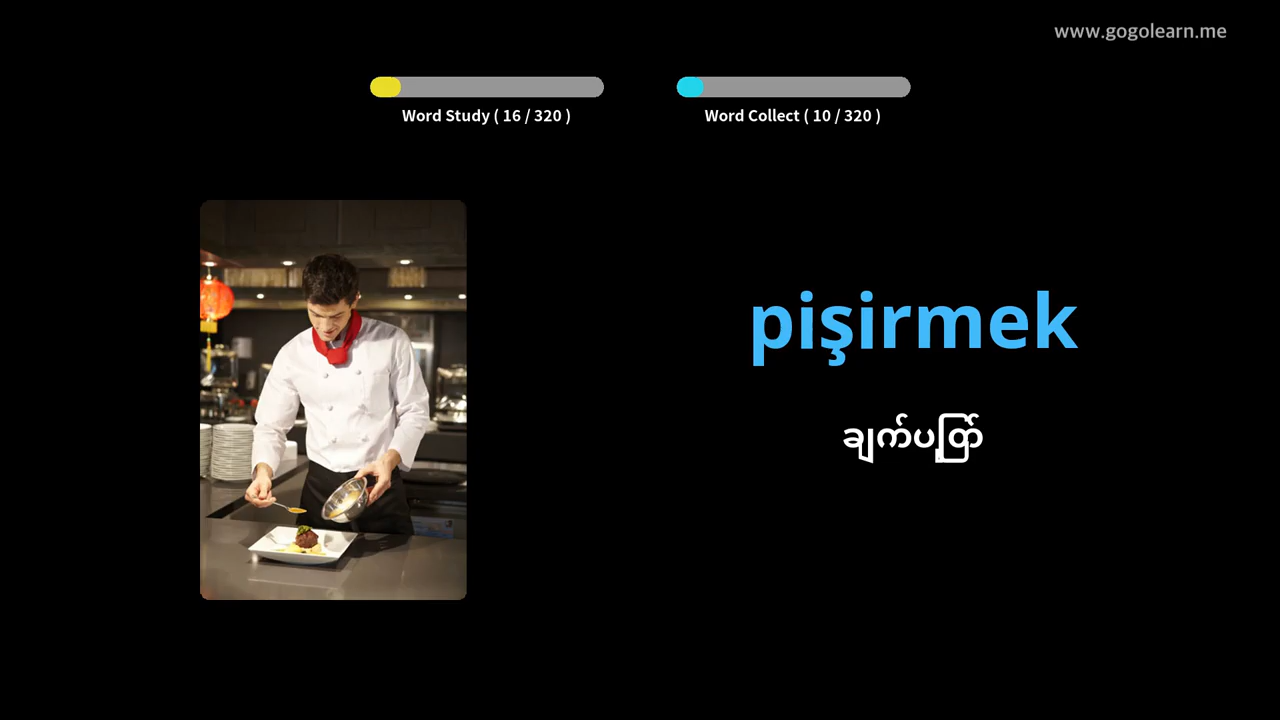 www.gogolearn.me
Word Study ( 16 / 320 )
Word Collect ( 10 / 320 )
pişirmek
ချက်ပြုတ်